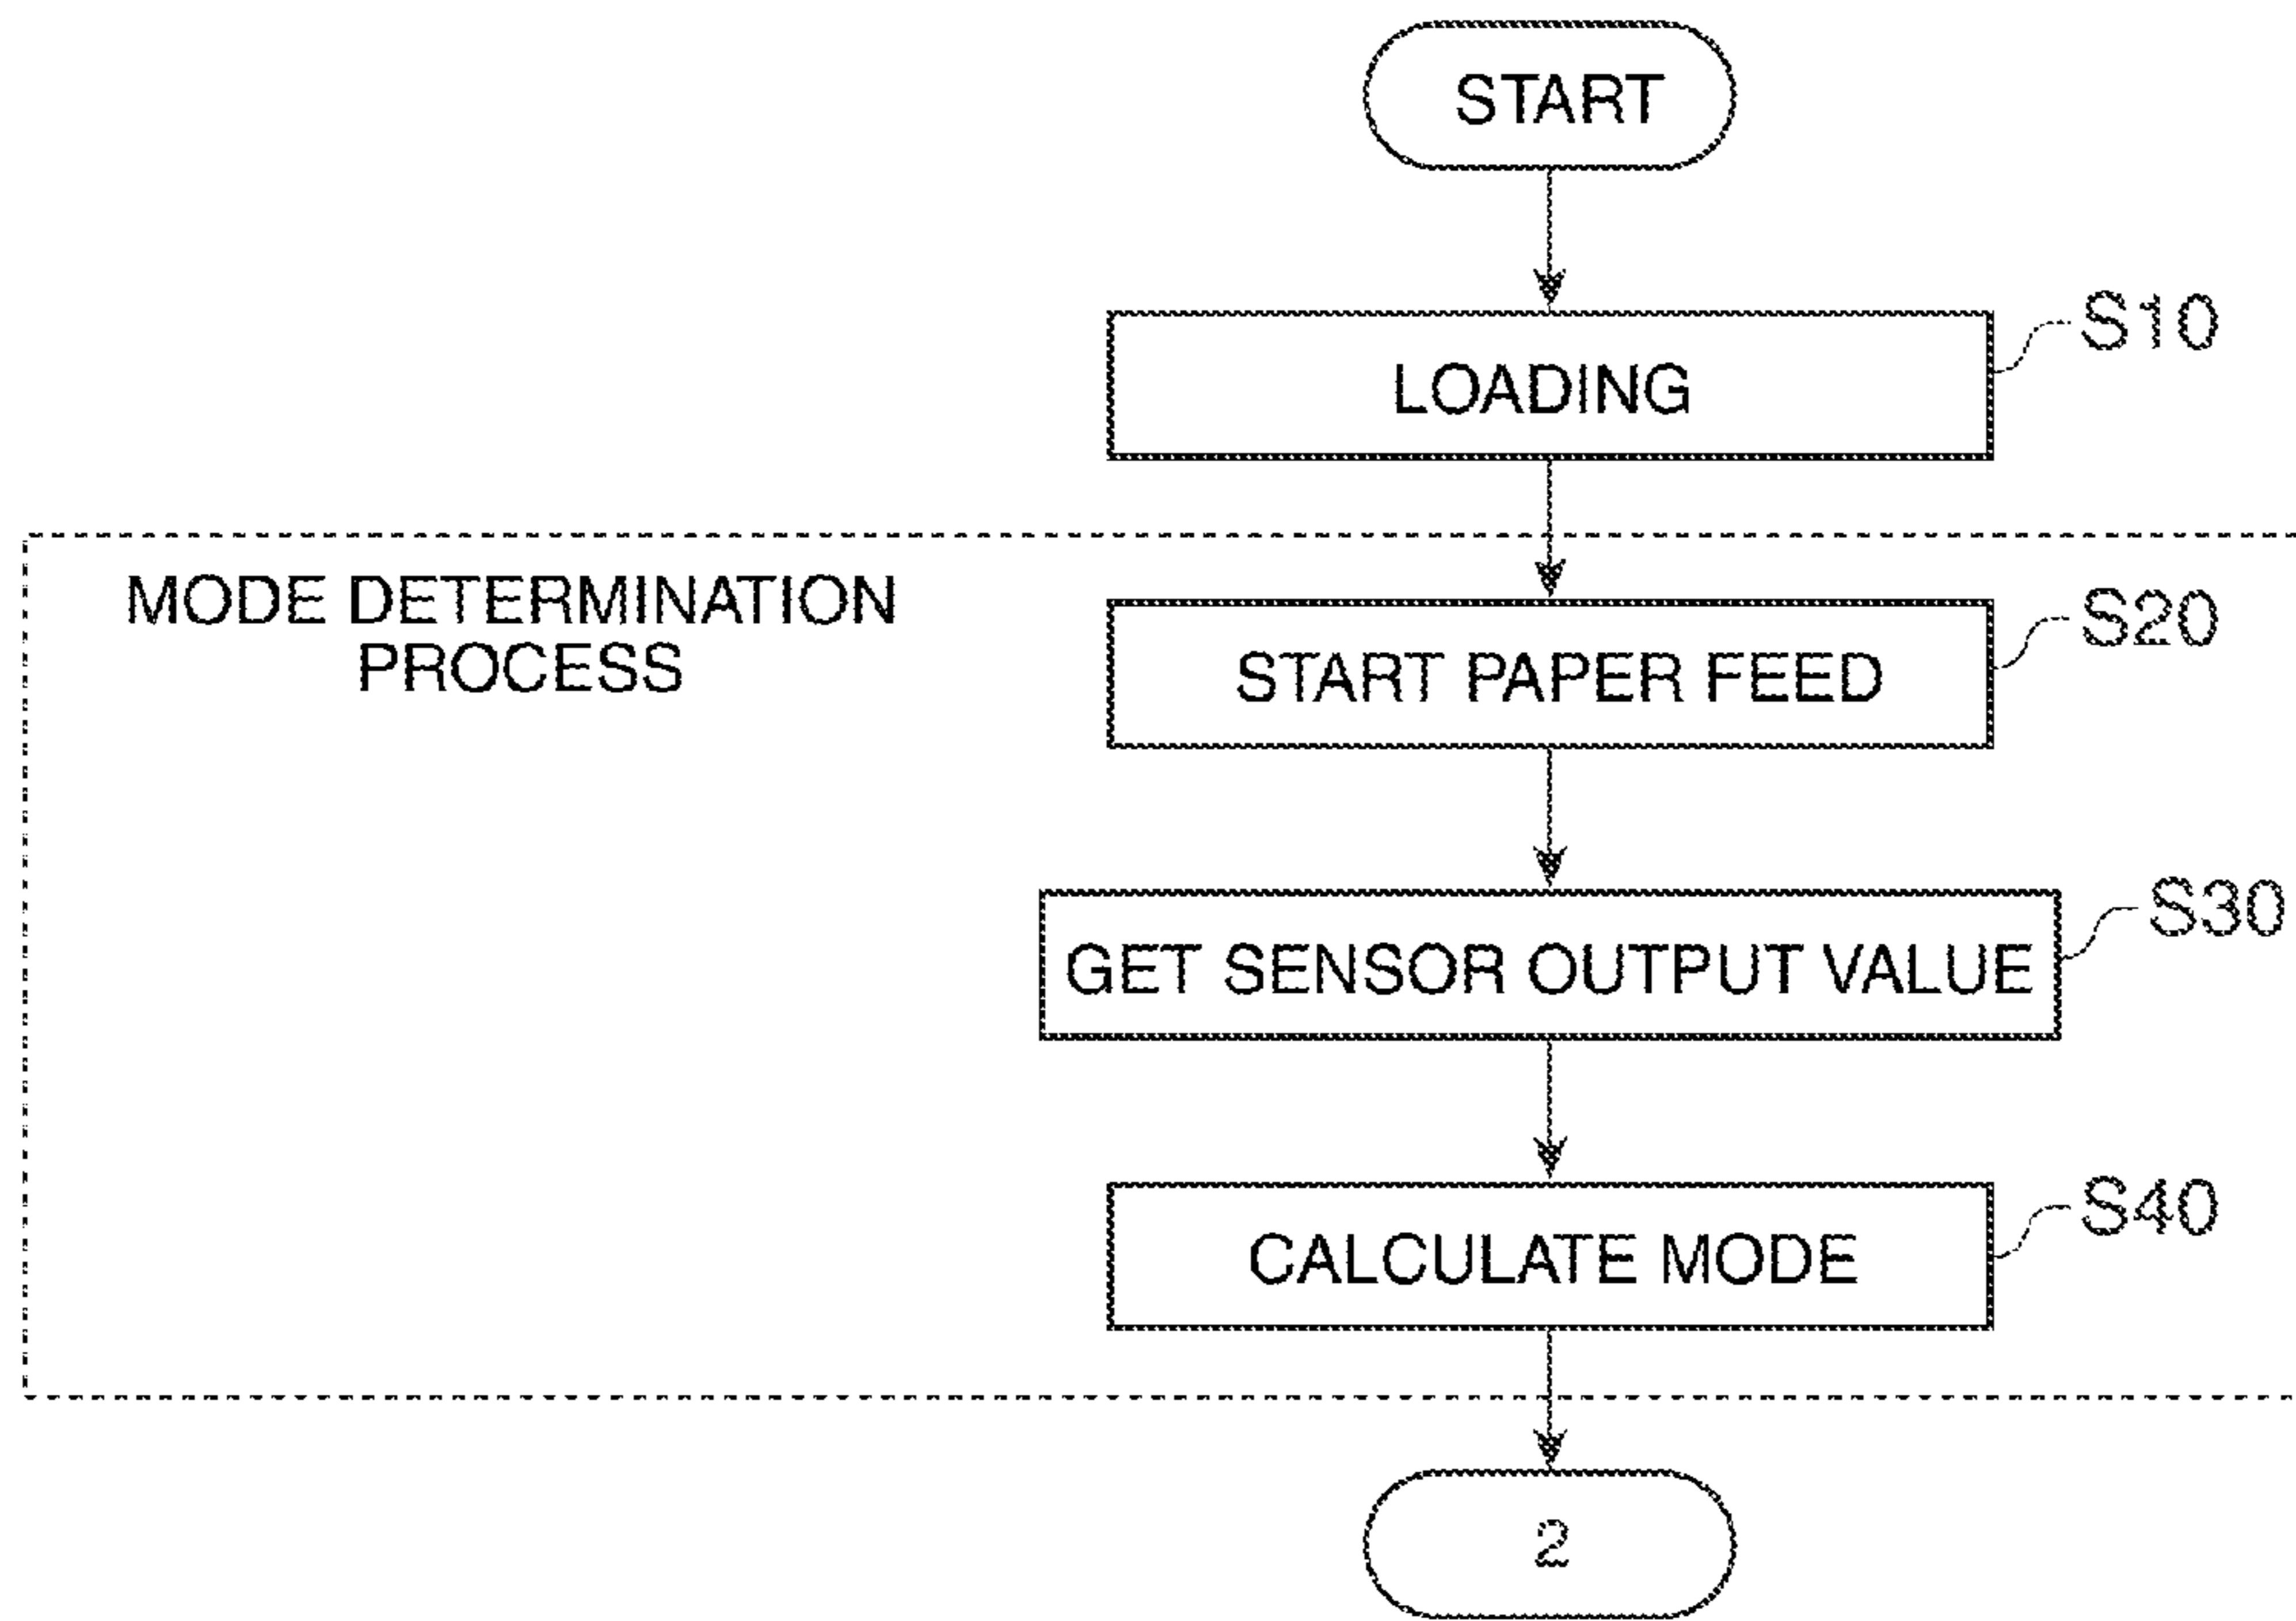 START
LOADING
S10
MODE DETERMINATION
PROCESS
START PAPER FEED
S20
GET SENSOR OUTPUT VALUE
S30
CALCULATE MODE
S40
2